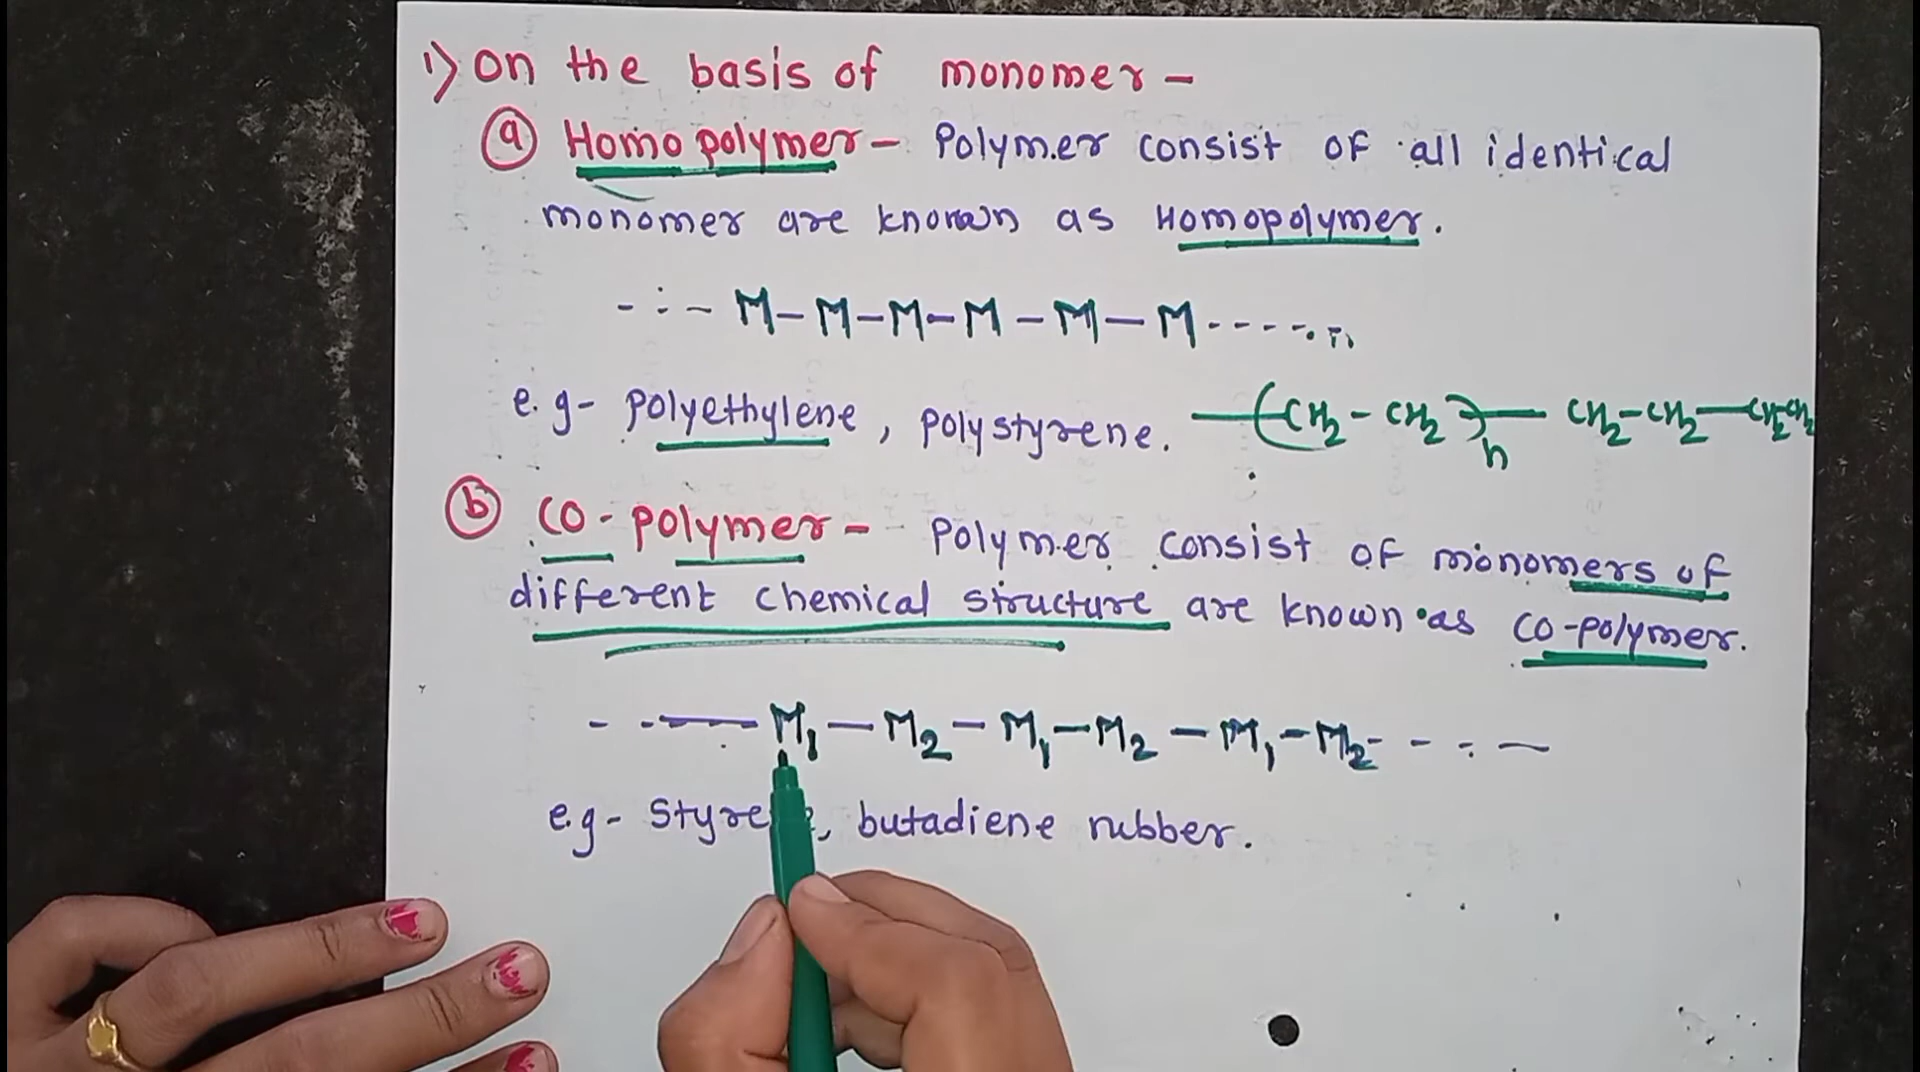 1) On the basis of monomer -
(a) Homo polymer - Polymer consist of all identical
monomer are known as Homopolymer.
- - - M - M - M - M - M - M - - - - - n
e.g - polyethylene, polystyrene. —(CH2 - CH2)n— CH2-CH2—CH2CH2
(b) CO - polymer - Polymer consist of monomers of
different chemical structure are known as CO-polymer.
- - — M1 — M2 — M1 — M2 — M1 - M2 - - - —
e.g - Styrene, butadiene rubber.